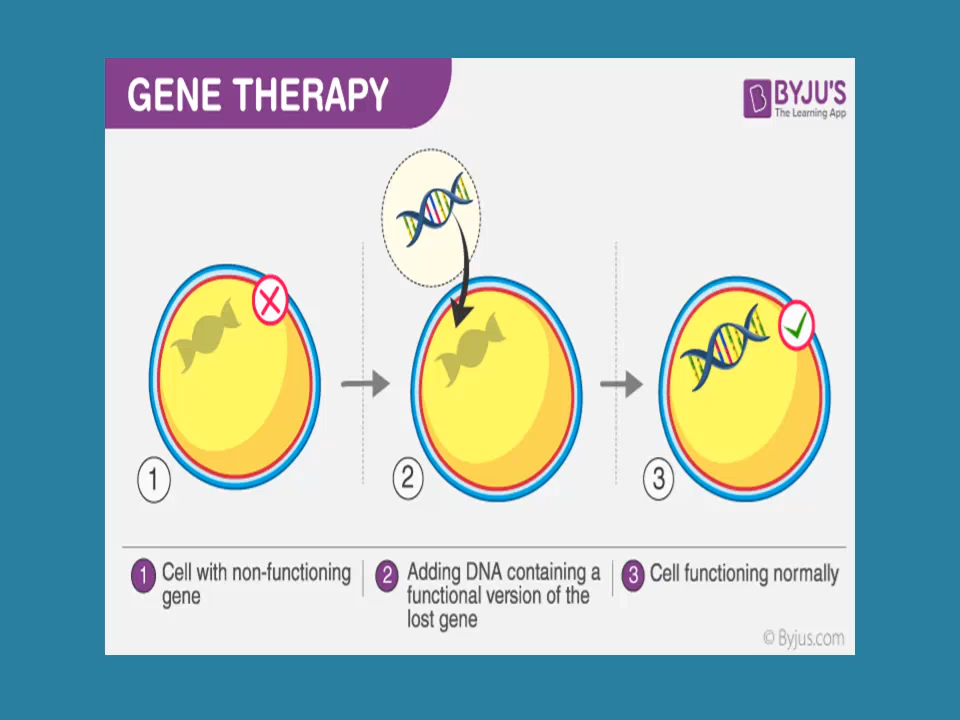 GENE THERAPY
BYJU'S
The Learning App
1
2
3
1 Cell with non-functioning
gene
2 Adding DNA containing a
functional version of the
lost gene
3 Cell functioning normally
© Byjus.com